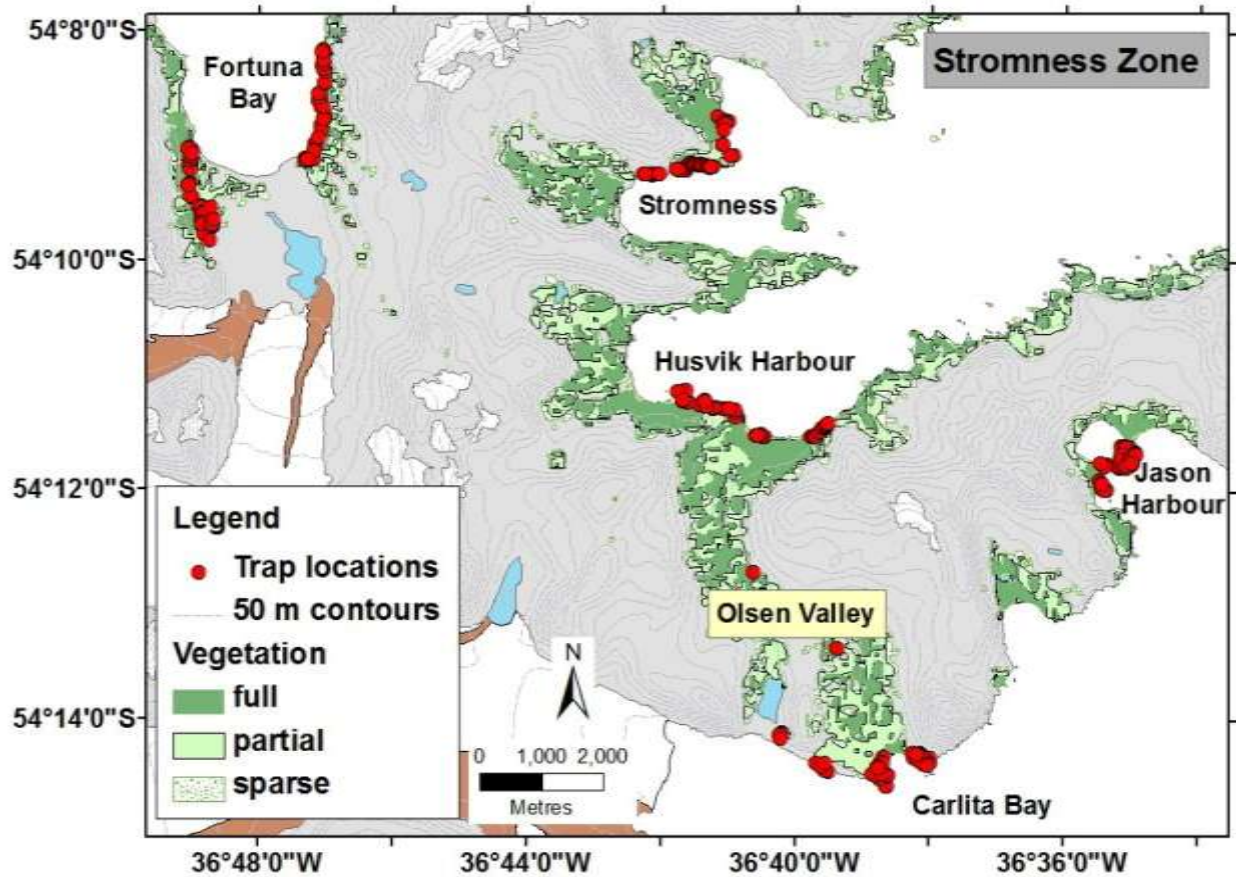 Stromness Zone
54°8'0"S
Fortuna
Bay
Stromness
54°10'0"S
Husvik Harbour
Jason
Harbour
54°12'0"S
Legend
Trap locations
50 m contours
Vegetation
full
partial
sparse
Olsen Valley
N
54°14'0"S
0 1,000 2,000
Metres
Carlita Bay
36°48'0"W 36°44'0"W 36°40'0"W 36°36'0"W